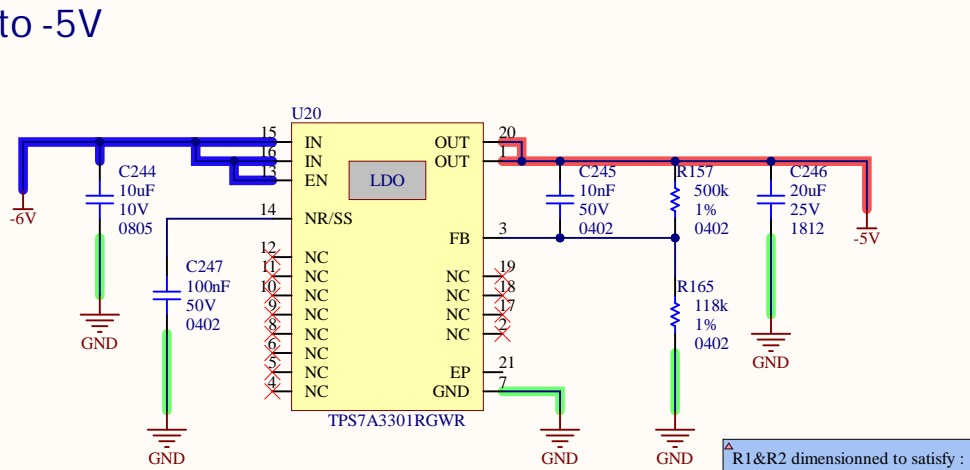 to -5V
U20
15
IN
16
IN
13
EN
14
NR/SS
12
NC
11
NC
10
NC
9
NC
8
NC
6
NC
5
NC
4
NC
LDO
OUT
20
OUT
1
FB
3
NC
19
NC
18
NC
17
NC
2
EP
21
GND
7
TPS7A3301RGWR
-6V
C244
10uF
10V
0805
GND
C247
100nF
50V
0402
GND
C245
10nF
50V
0402
R157
500k
1%
0402
C246
20uF
25V
1812
-5V
R165
118k
1%
0402
GND
GND
GND
R1&R2 dimensionned to satisfy :